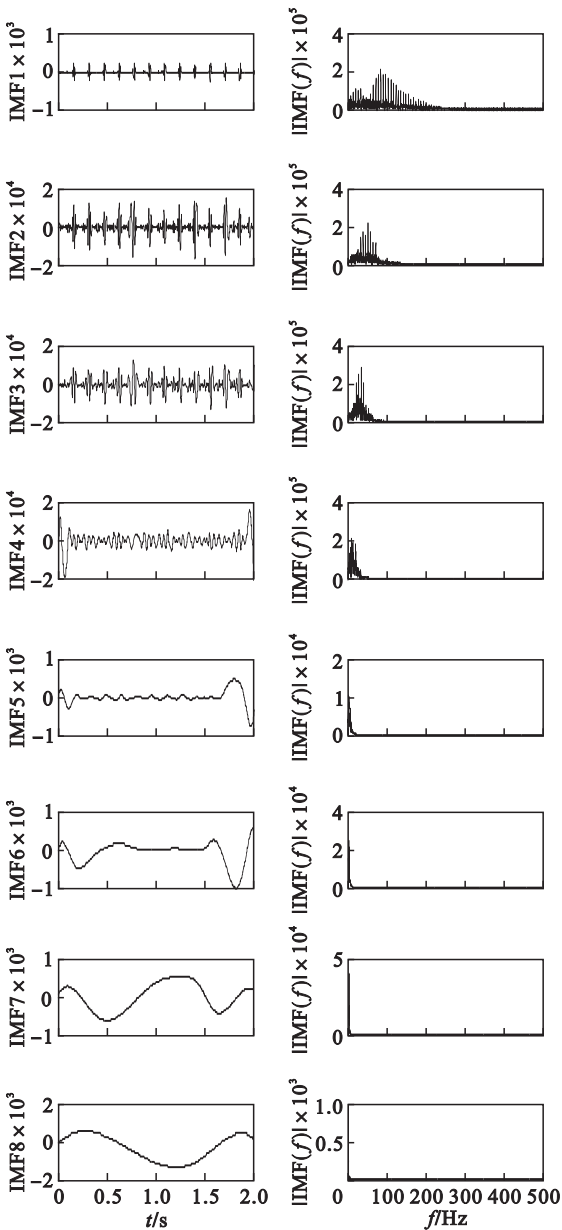 IMF1 × 10³
1
0
−1
|IMF(f)| × 10⁵
4
2
0
IMF2 × 10⁴
2
0
−2
|IMF(f)| × 10⁵
4
2
0
IMF3 × 10⁴
2
0
−2
|IMF(f)| × 10⁵
4
2
0
IMF4 × 10⁴
2
0
−2
|IMF(f)| × 10⁵
4
2
0
IMF5 × 10³
1
0
−1
|IMF(f)| × 10⁴
2
1
0
IMF6 × 10³
1
0
−1
|IMF(f)| × 10⁴
4
2
0
IMF7 × 10³
1
0
−1
|IMF(f)| × 10⁴
5
0
IMF8 × 10³
2
0
−2
0 0.5 1.0 1.5 2.0
t/s
|IMF(f)| × 10³
1.0
0.5
0 100 200 300 400 500
f/Hz